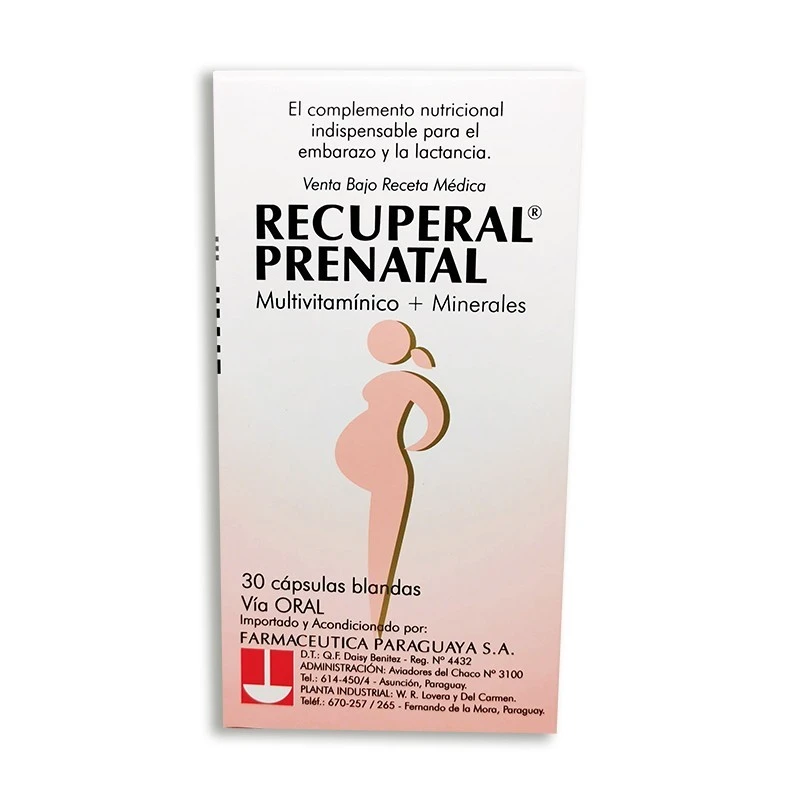 El complemento nutricional
indispensable para el
embarazo y la lactancia.
Venta Bajo Receta Médica
RECUPERAL®
PRENATAL
Multivitamínico + Minerales
30 cápsulas blandas
Vía ORAL
Importado y Acondicionado por:
FARMACEUTICA PARAGUAYA S.A.
D.T.: Q.F. Daisy Benitez - Reg. Nº 4432
ADMINISTRACIÓN: Aviadores del Chaco Nº 3100
Tel.: 614-450/4 - Asunción, Paraguay.
PLANTA INDUSTRIAL: W. R. Lovera y Del Carmen.
Teléf.: 670-257 / 265 - Fernando de la Mora, Paraguay.